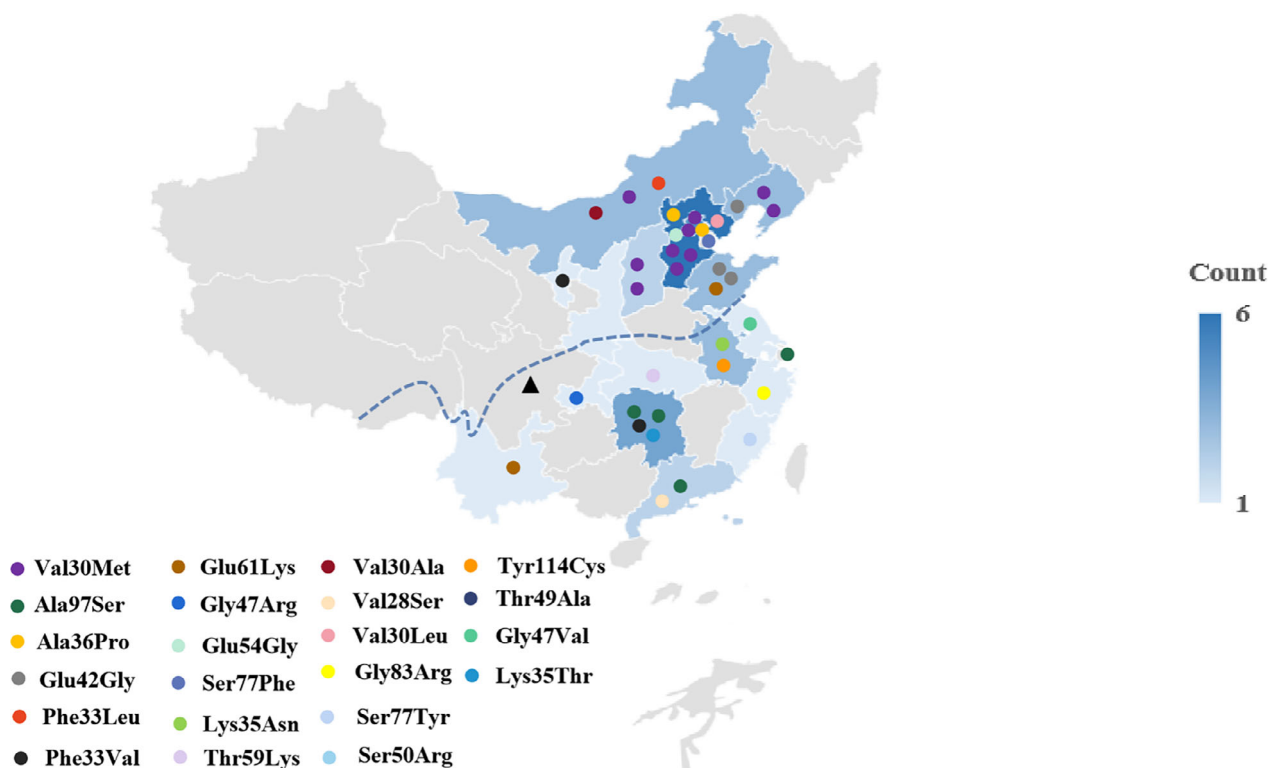 Count
6
1
Val30Met
Glu61Lys
Val30Ala
Tyr114Cys
Ala97Ser
Gly47Arg
Val28Ser
Thr49Ala
Ala36Pro
Glu54Gly
Val30Leu
Gly47Val
Glu42Gly
Ser77Phe
Gly83Arg
Lys35Thr
Phe33Leu
Lys35Asn
Ser77Tyr
Phe33Val
Thr59Lys
Ser50Arg